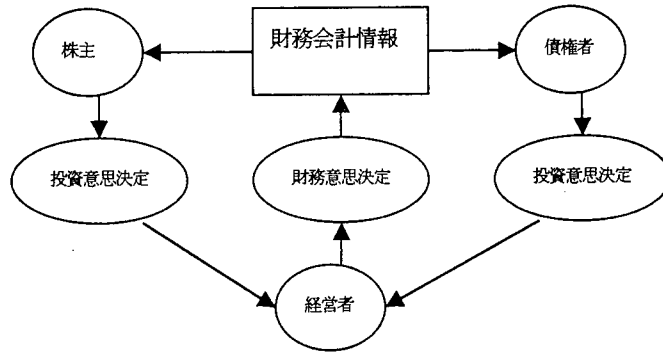 株主
財務会計情報
債権者
投資意思決定
財務意思決定
投資意思決定
経営者